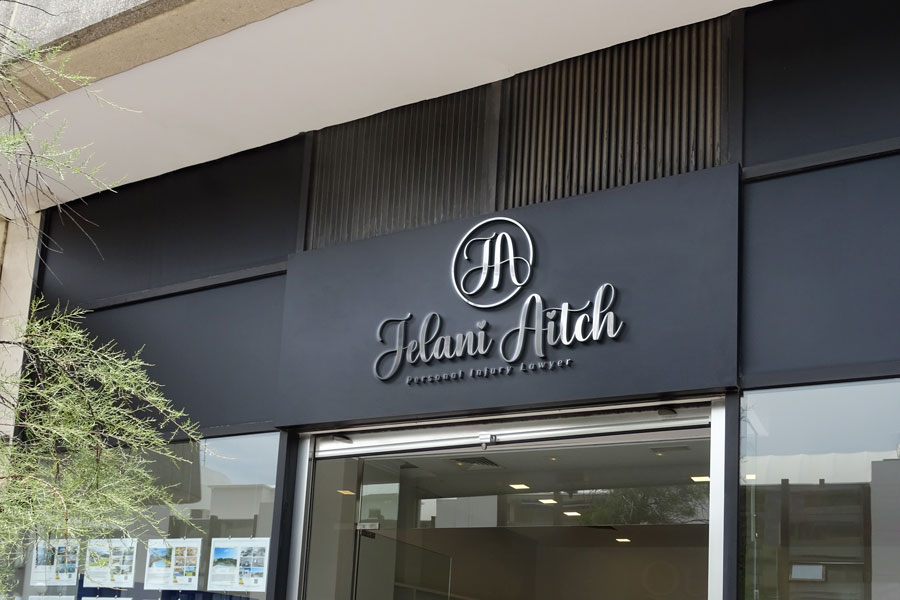 JA
Jelani Aitch
Personal Injury Lawyer